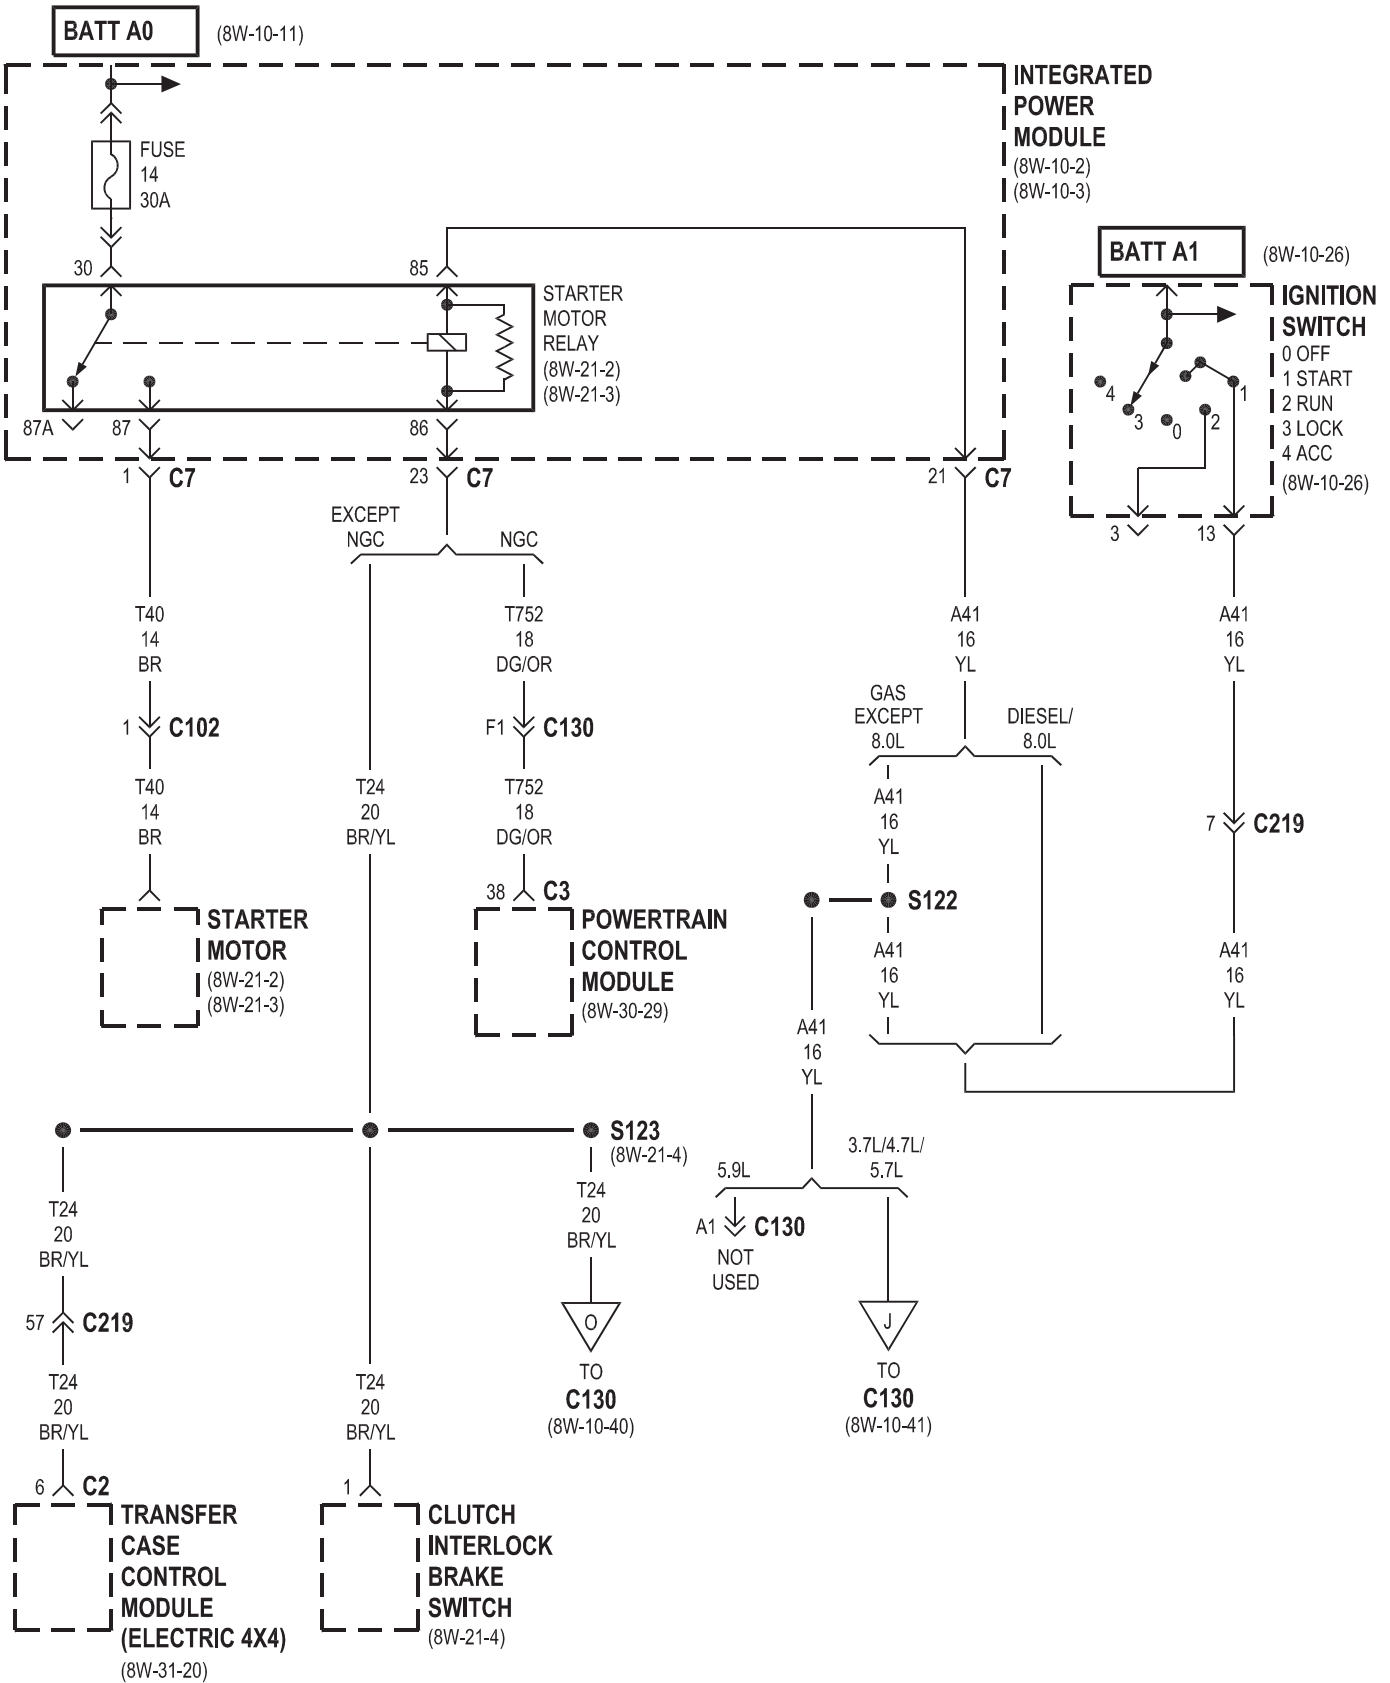 BATT A0
(8W-10-11)
INTEGRATED
POWER
MODULE
(8W-10-2)
(8W-10-3)
FUSE
14
30A
BATT A1
(8W-10-26)
30
85
STARTER
MOTOR
RELAY
(8W-21-2)
(8W-21-3)
IGNITION
SWITCH
0 OFF
1 START
2 RUN
3 LOCK
4 ACC
(8W-10-26)
4
3
0
2
1
87A
87
86
1
C7
23
C7
21
C7
3
13
EXCEPT
NGC
NGC
T40
14
BR
T752
18
DG/OR
A41
16
YL
A41
16
YL
1
C102
F1
C130
GAS
EXCEPT
8.0L
DIESEL/
8.0L
T40
14
BR
T24
20
BR/YL
T752
18
DG/OR
A41
16
YL
7
C219
38
C3
S122
STARTER
MOTOR
(8W-21-2)
(8W-21-3)
POWERTRAIN
CONTROL
MODULE
(8W-30-29)
A41
16
YL
A41
16
YL
A41
16
YL
S123
(8W-21-4)
T24
20
BR/YL
T24
20
BR/YL
5.9L
3.7L/4.7L/
5.7L
A1
C130
NOT
USED
57
C219
O
TO
C130
(8W-10-40)
J
TO
C130
(8W-10-41)
T24
20
BR/YL
T24
20
BR/YL
6
C2
1
TRANSFER
CASE
CONTROL
MODULE
(ELECTRIC 4X4)
(8W-31-20)
CLUTCH
INTERLOCK
BRAKE
SWITCH
(8W-21-4)